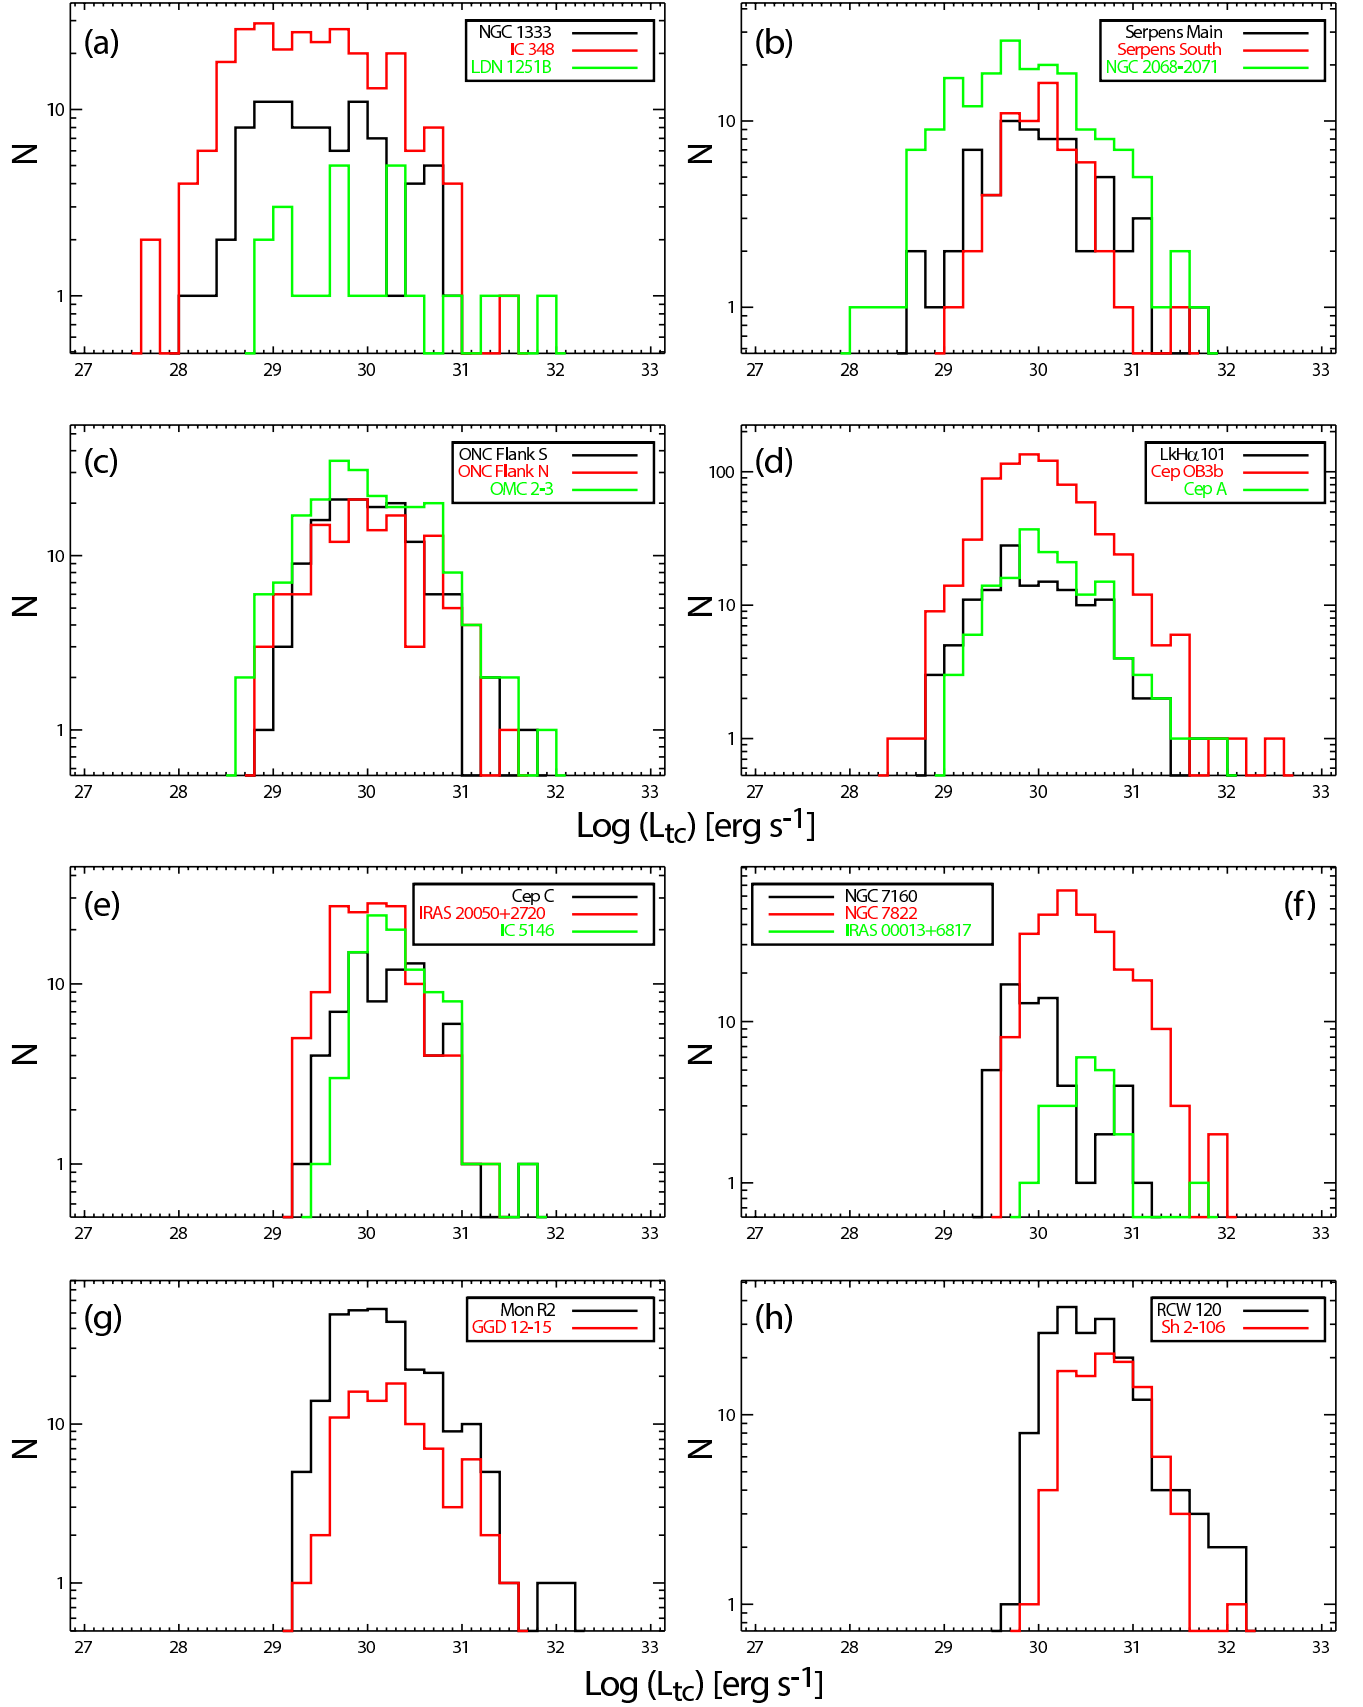 (a)
NGC 1333
IC 348
LDN 1251B
N
10
1
27 28 29 30 31 32 33
(b)
Serpens Main
Serpens South
NGC 2068-2071
N
10
1
27 28 29 30 31 32 33
(c)
ONC Flank S
ONC Flank N
OMC 2-3
N
10
1
27 28 29 30 31 32 33
(d)
LkHα101
Cep OB3b
Cep A
N
100
10
1
27 28 29 30 31 32 33
Log (Ltc) [erg s-1]
(e)
Cep C
IRAS 20050+2720
IC 5146
N
10
1
27 28 29 30 31 32 33
(f)
NGC 7160
NGC 7822
IRAS 00013+6817
N
10
1
27 28 29 30 31 32 33
(g)
Mon R2
GGD 12-15
N
10
1
27 28 29 30 31 32 33
(h)
RCW 120
Sh 2-106
N
10
1
27 28 29 30 31 32 33
Log (Ltc) [erg s-1]